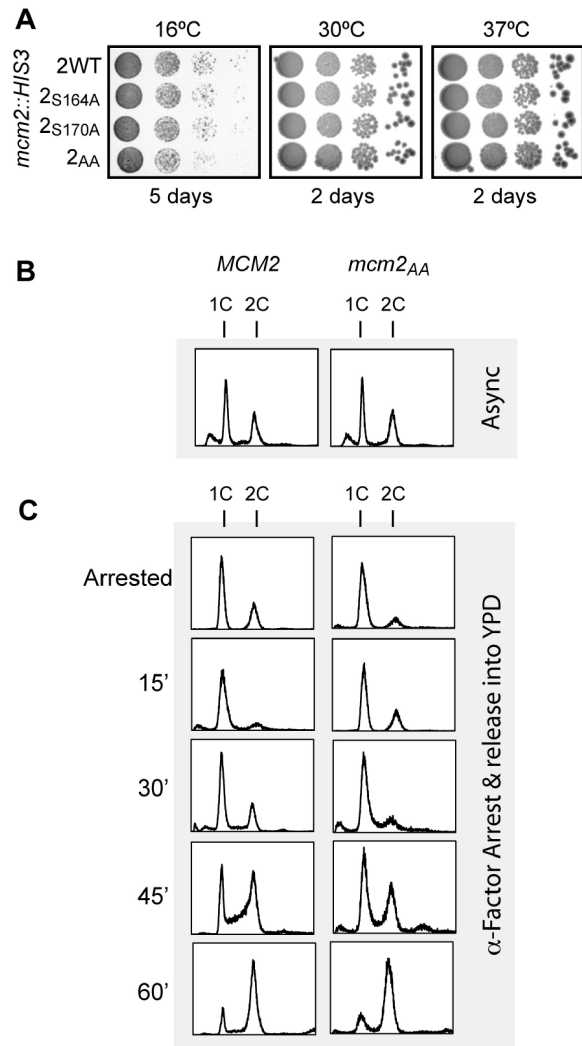 A
16ºC 30ºC 37ºC
mcm2::HIS3
2WT
2S164A
2S170A
2AA
5 days 2 days 2 days
B
MCM2 mcm2AA
1C 2C 1C 2C
Async
C
1C 2C 1C 2C
Arrested
15’
30’
45’
60’
α-Factor Arrest & release into YPD